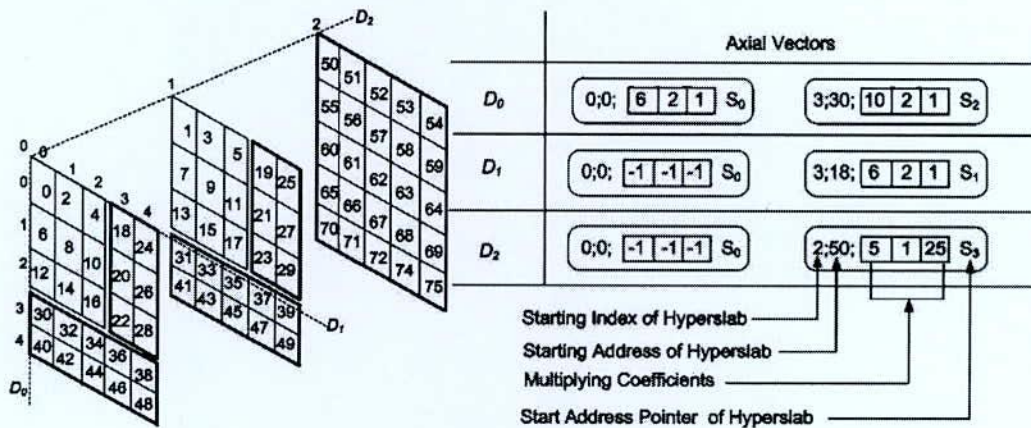 0 1 2 D₂
0 1 2 3 4 D₁
0 1 2 3 4 D₀
0 2 4 18 24
6 8 10 20 26
12 14 16 22 28
30 32 34 36 38
40 42 44 46 48
1 3 5 19 25
7 9 11 21 27
13 15 17 23 29
31 33 35 37 39
41 43 45 47 49
50 51 52 53 54
55 56 57 58 59
60 61 62 63 64
65 66 67 68 69
70 71 72 74 75
Axial Vectors
D₀ 0;0; 6 2 1 S₀ 3;30; 10 2 1 S₂
D₁ 0;0; -1 -1 -1 S₀ 3;18; 6 2 1 S₁
D₂ 0;0; -1 -1 -1 S₀ 2;50; 5 1 25 S₃
Starting Index of Hyperslab
Starting Address of Hyperslab
Multiplying Coefficients
Start Address Pointer of Hyperslab